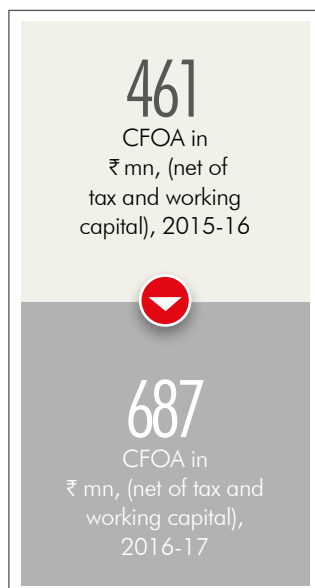 461
CFOA in
₹ mn, (net of
tax and working
capital), 2015-16
687
CFOA in
₹ mn, (net of tax and
working capital),
2016-17